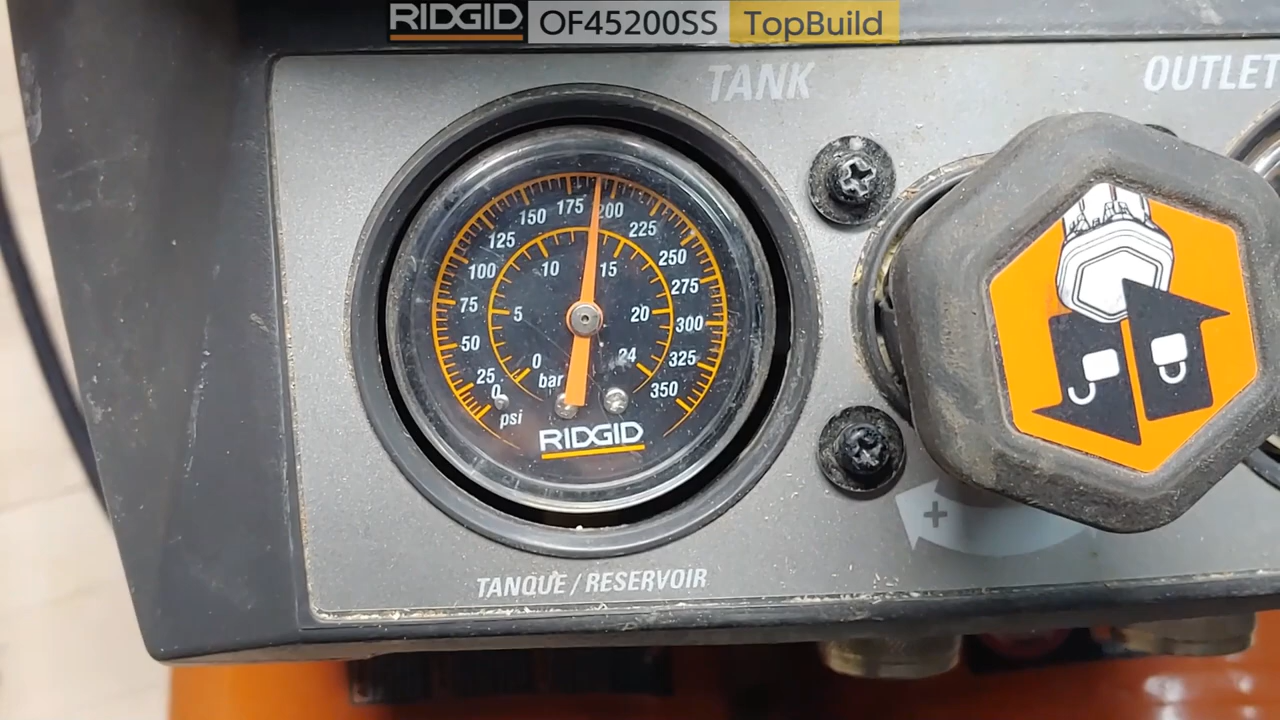 RIDGID OF45200SS TopBuild
TANK
OUTLET
0 25 50 75 100 125 150 175 200 225 250 275 300 325 350
psi
0 5 10 15 20 24
bar
RIDGID
+
TANQUE / RESERVOIR